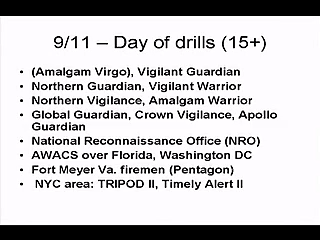 9/11 – Day of drills (15+)
• (Amalgam Virgo), Vigilant Guardian
• Northern Guardian, Vigilant Warrior
• Northern Vigilance, Amalgam Warrior
• Global Guardian, Crown Vigilance, Apollo
Guardian
• National Reconnaissance Office (NRO)
• AWACS over Florida, Washington DC
• Fort Meyer Va. firemen (Pentagon)
• NYC area: TRIPOD II, Timely Alert II